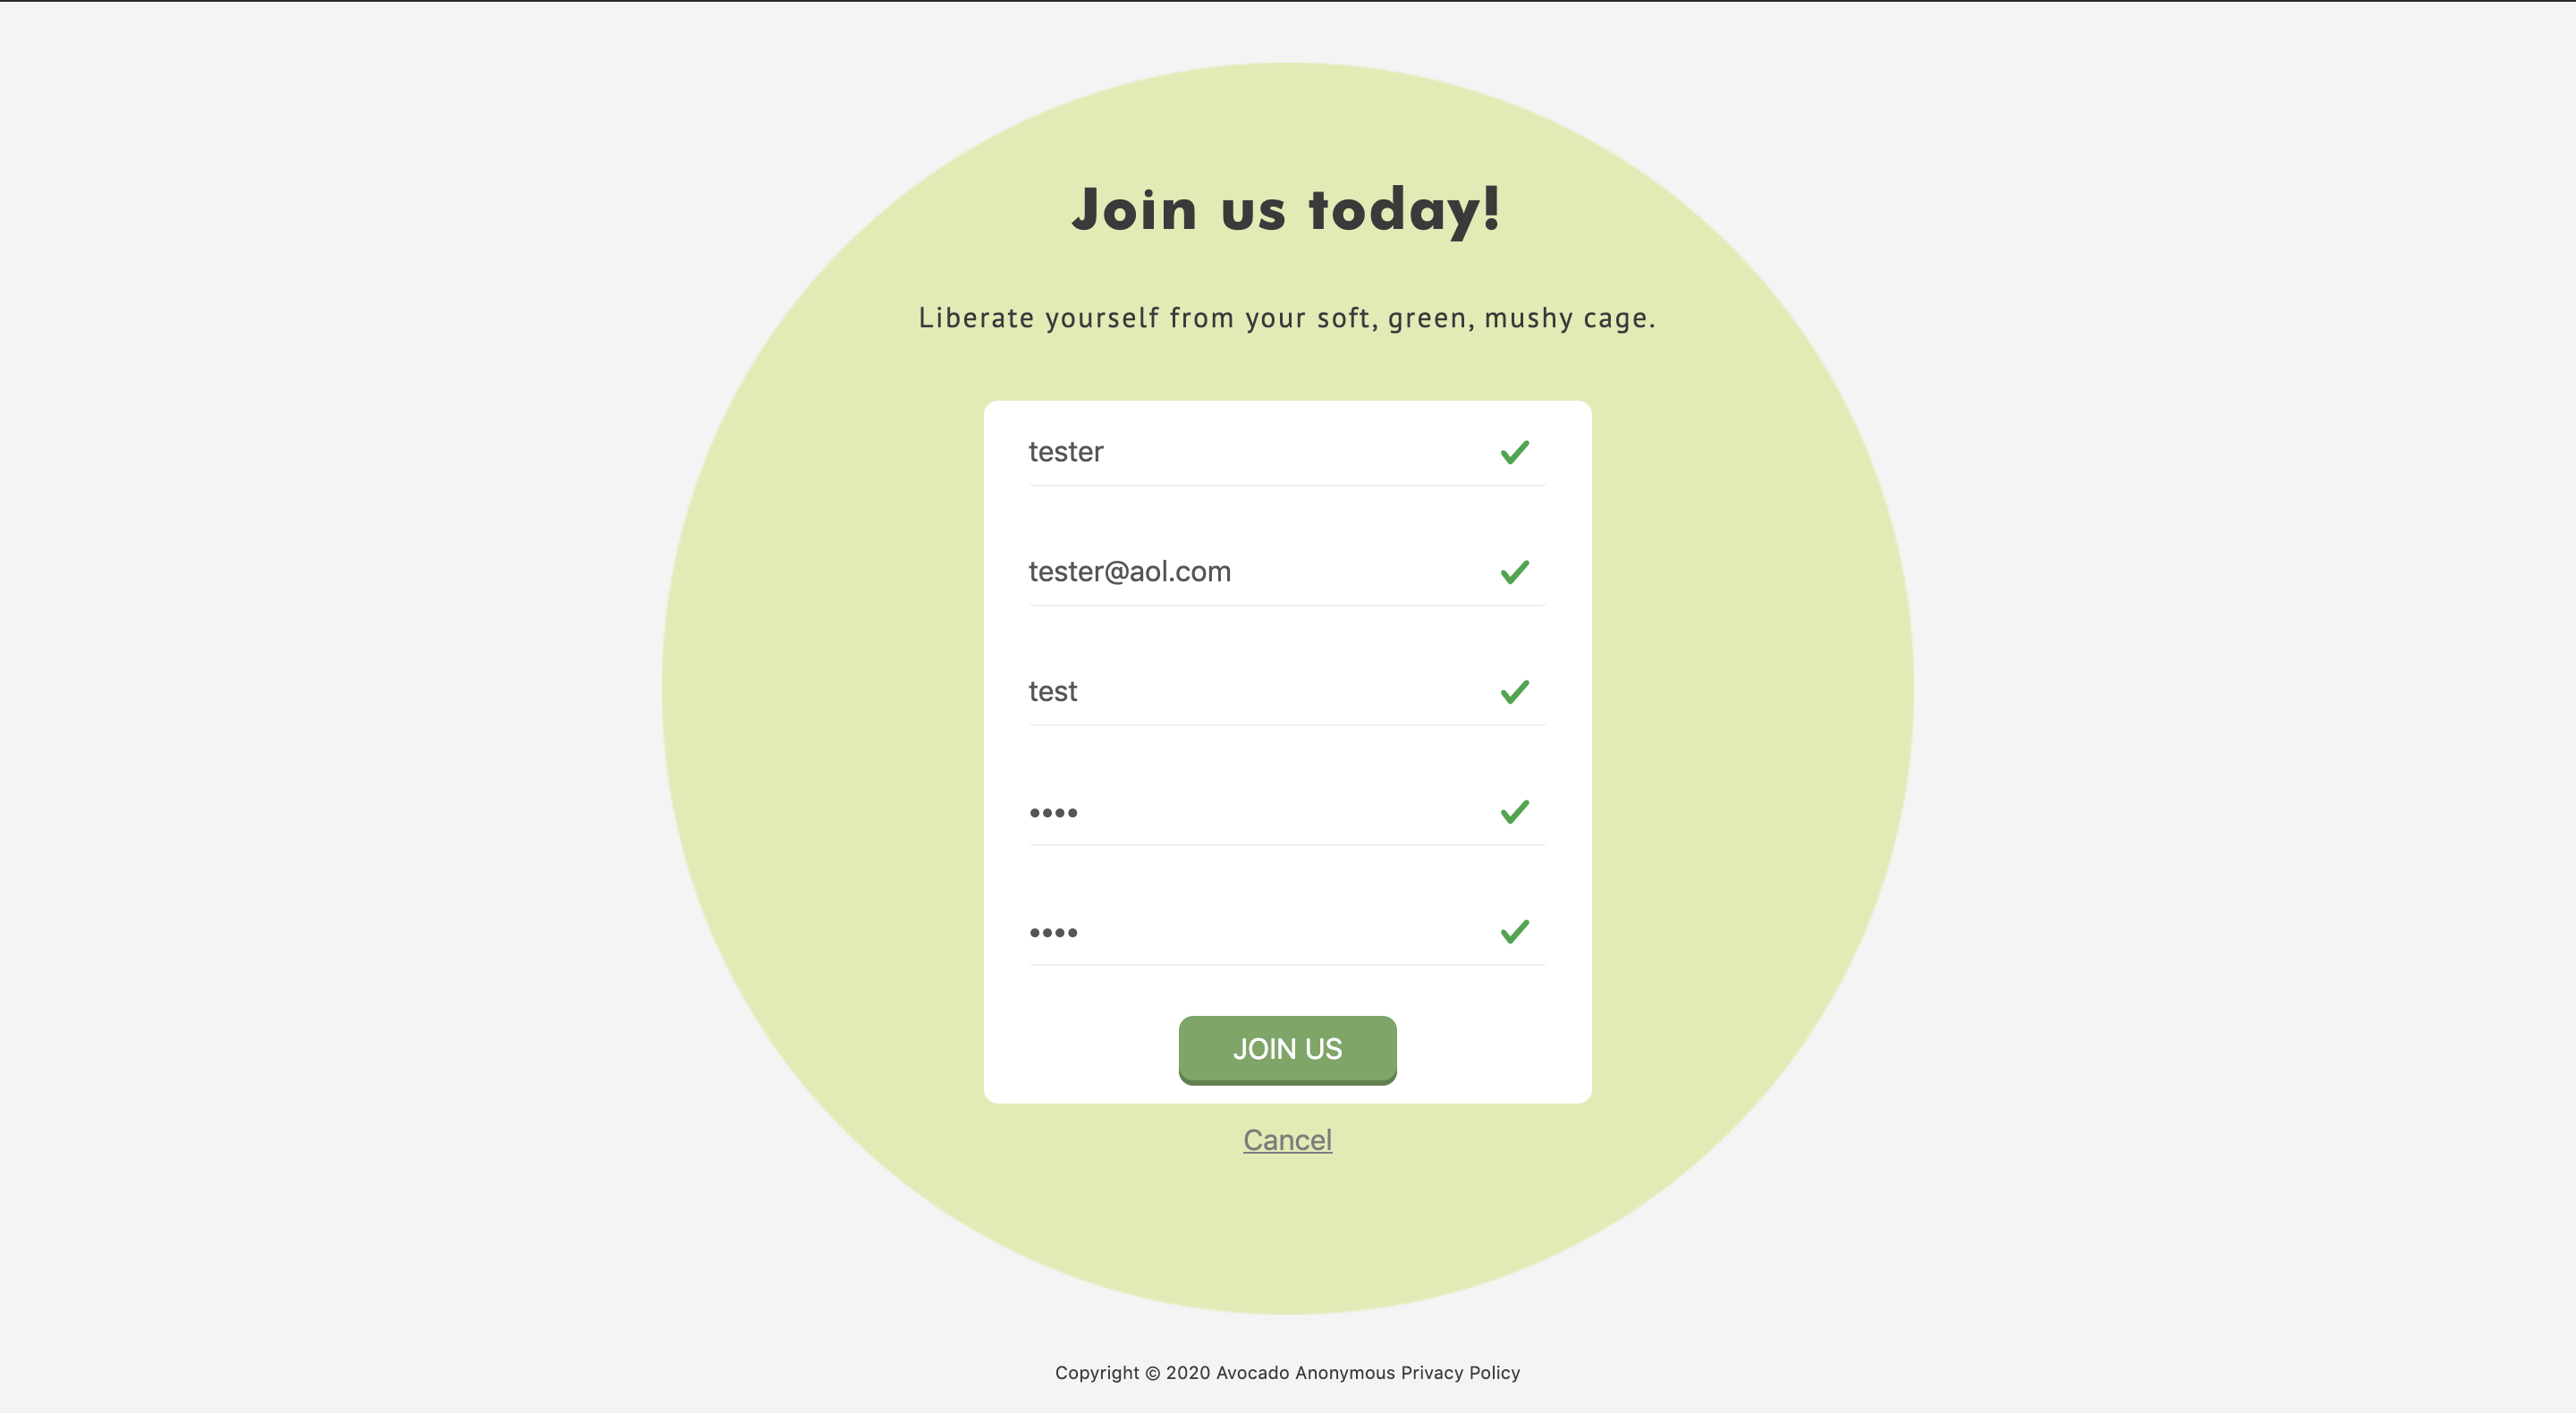 Join us today!
Liberate yourself from your soft, green, mushy cage.
tester
tester@aol.com
test
••••
••••
JOIN US
Cancel
Copyright © 2020 Avocado Anonymous Privacy Policy